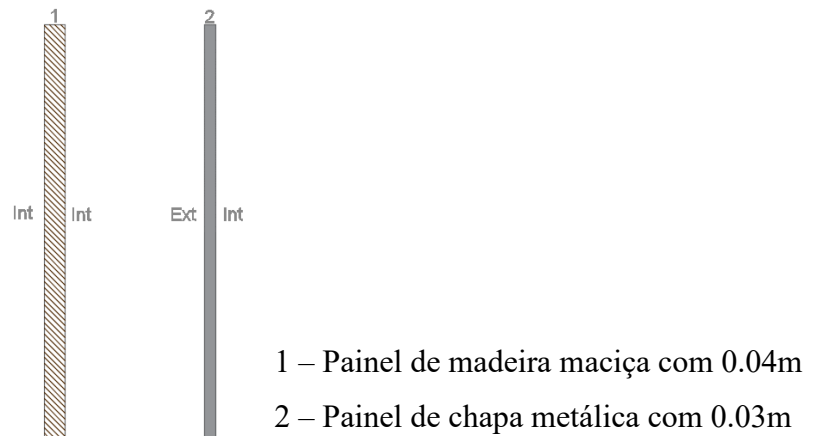 1
2
Int
Int
Ext
Int
1 – Painel de madeira maciça com 0.04m
2 – Painel de chapa metálica com 0.03m